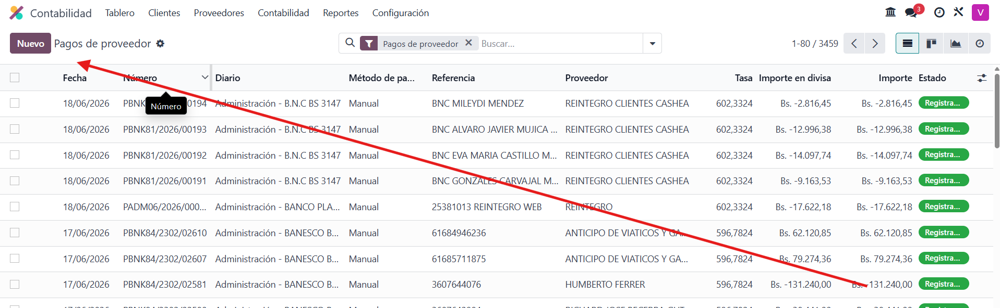 Contabilidad Tablero Clientes Proveedores Contabilidad Reportes Configuración 3 V
Nuevo Pagos de proveedor Pagos de proveedor Buscar... 1-80 / 3459
Fecha Número Diario Método de pa... Referencia Proveedor Tasa Importe en divisa Importe Estado
18/06/2026 PBNK 00194 Administración - B.N.C BS 3147 Manual BNC MILEYDI MENDEZ REINTEGRO CLIENTES CASHEA 602,3324 Bs. -2.816,45 Bs. -2.816,45 Registra...
Número
18/06/2026 PBNK81/2026/00193 Administración - B.N.C BS 3147 Manual BNC ALVARO JAVIER MUJICA ... REINTEGRO CLIENTES CASHEA 602,3324 Bs. -12.996,38 Bs. -12.996,38 Registra...
18/06/2026 PBNK81/2026/00192 Administración - B.N.C BS 3147 Manual BNC EVA MARIA CASTILLO M... REINTEGRO CLIENTES CASHEA 602,3324 Bs. -14.097,74 Bs. -14.097,74 Registra...
18/06/2026 PBNK81/2026/00191 Administración - B.N.C BS 3147 Manual BNC GONZALES CARVAJAL M... REINTEGRO CLIENTES CASHEA 602,3324 Bs. -9.163,53 Bs. -9.163,53 Registra...
18/06/2026 PADM06/2026/000... Administración - BANCO PLA... Manual 25381013 REINTEGRO WEB REINTEGRO 602,3324 Bs. -17.622,18 Bs. -17.622,18 Registra...
17/06/2026 PBNK84/2302/02610 Administración - BANESCO B... Manual 61684946236 ANTICIPO DE VIATICOS Y GA... 596,7824 Bs. 62.120,85 Bs. 62.120,85 Registra...
17/06/2026 PBNK84/2302/02607 Administración - BANESCO B... Manual 61685711875 ANTICIPO DE VIATICOS Y GA... 596,7824 Bs. 79.274,36 Bs. 79.274,36 Registra...
17/06/2026 PBNK84/2302/02581 Administración - BANESCO B... Manual 3607644076 HUMBERTO FERRER 596,7824 Bs. -131.240,00 Bs. -131.240,00 Registra...